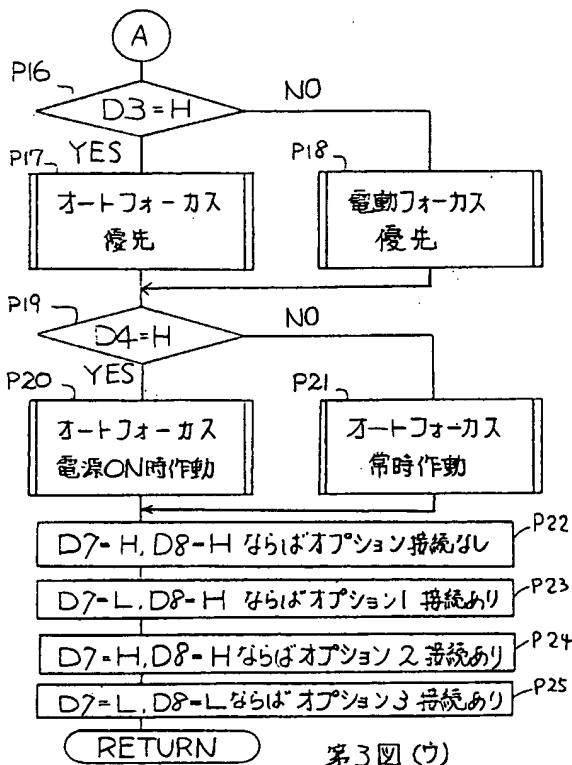 A
P16
D3=H
NO
YES
P17
オートフォーカス
優先
P18
電動フォーカス
優先
P19
D4=H
NO
YES
P20
オートフォーカス
電源ON時作動
P21
オートフォーカス
常時作動
D7=H, D8=H ならばオプション接続なし
P22
D7=L, D8=H ならばオプション1 接続あり
P23
D7=H, D8=H ならばオプション2 接続あり
P24
D7=L, D8=L ならばオプション3 接続あり
P25
RETURN
第3図(ウ)